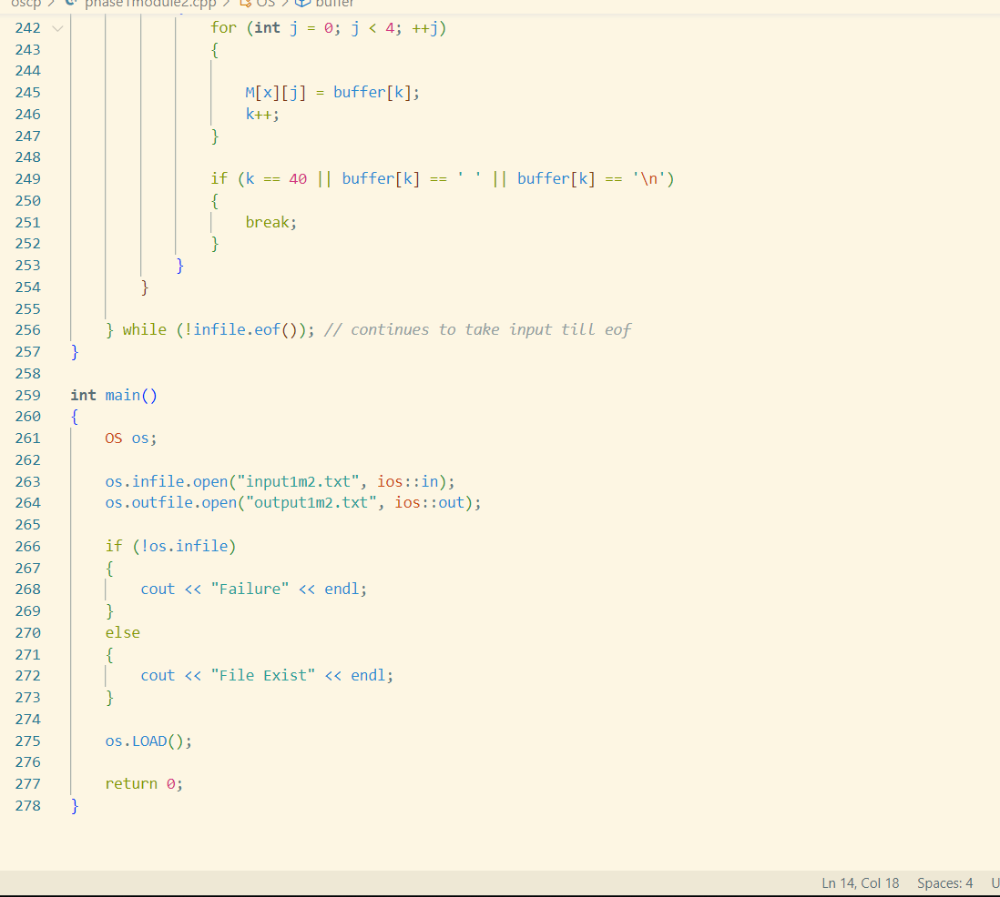 oscp > phase1module2.cpp > OS > buffer
242 for (int j = 0; j < 4; ++j)
243 {
244
245 M[x][j] = buffer[k];
246 k++;
247 }
248
249 if (k == 40 || buffer[k] == ' ' || buffer[k] == '\n')
250 {
251 break;
252 }
253 }
254 }
255
256 } while (!infile.eof()); // continues to take input till eof
257 }
258
259 int main()
260 {
261 OS os;
262
263 os.infile.open("input1m2.txt", ios::in);
264 os.outfile.open("output1m2.txt", ios::out);
265
266 if (!os.infile)
267 {
268 cout << "Failure" << endl;
269 }
270 else
271 {
272 cout << "File Exist" << endl;
273 }
274
275 os.LOAD();
276
277 return 0;
278 }
Ln 14, Col 18 Spaces: 4